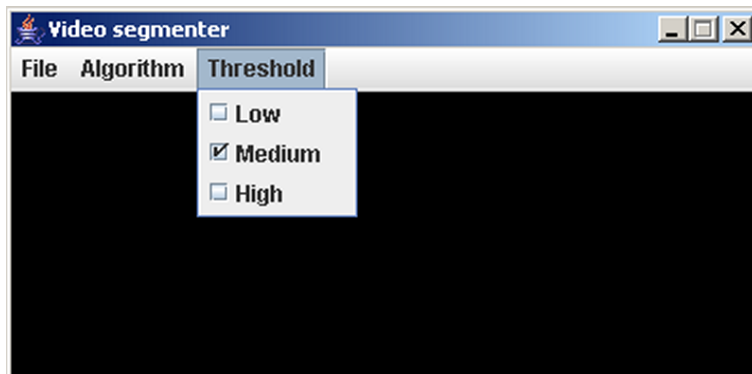 Video segmenter
File Algorithm Threshold
Low
Medium
High